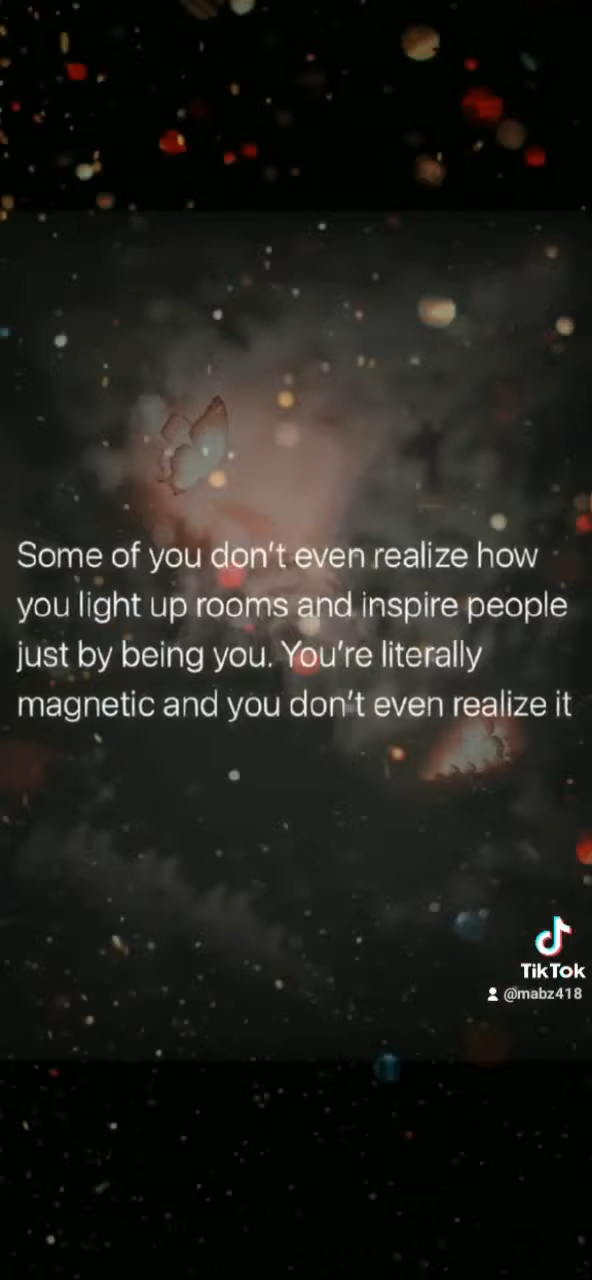 Some of you don't even realize how
you light up rooms and inspire people
just by being you. You're literally
magnetic and you don't even realize it
TikTok
@mabz418